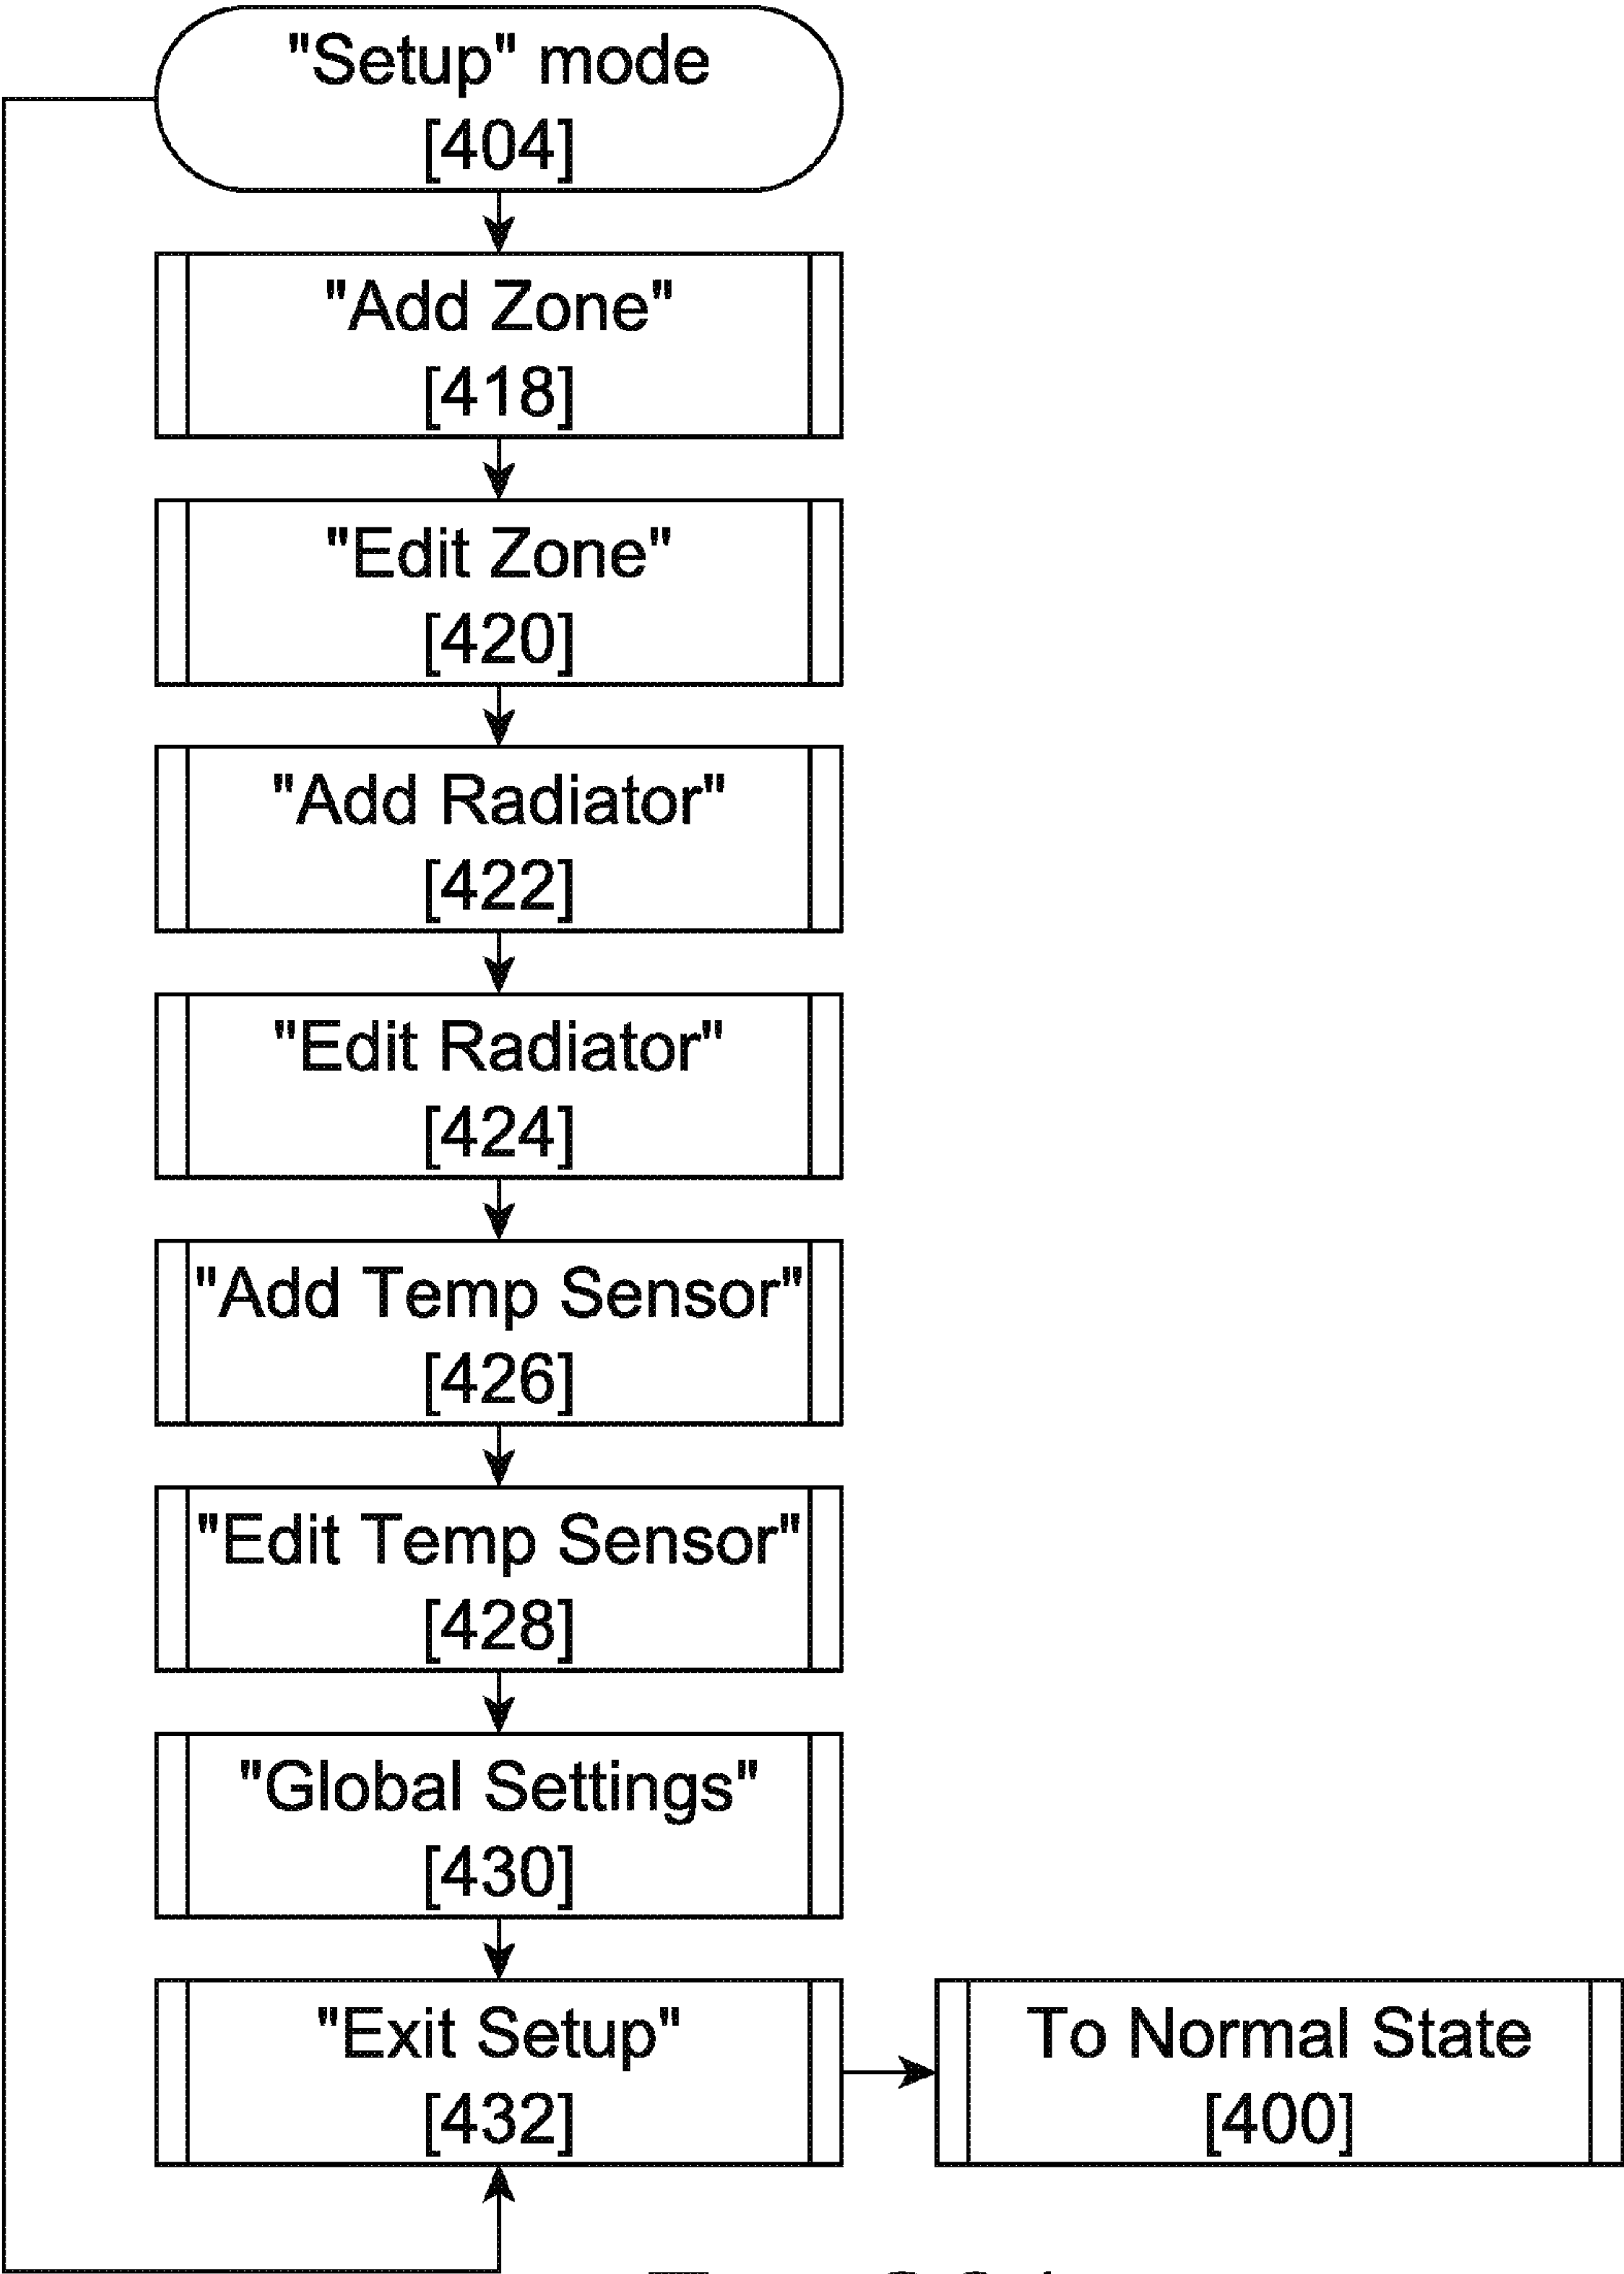 "Setup" mode
[404]
"Add Zone"
[418]
"Edit Zone"
[420]
"Add Radiator"
[422]
"Edit Radiator"
[424]
"Add Temp Sensor"
[426]
"Edit Temp Sensor"
[428]
"Global Settings"
[430]
"Exit Setup"
[432]
To Normal State
[400]